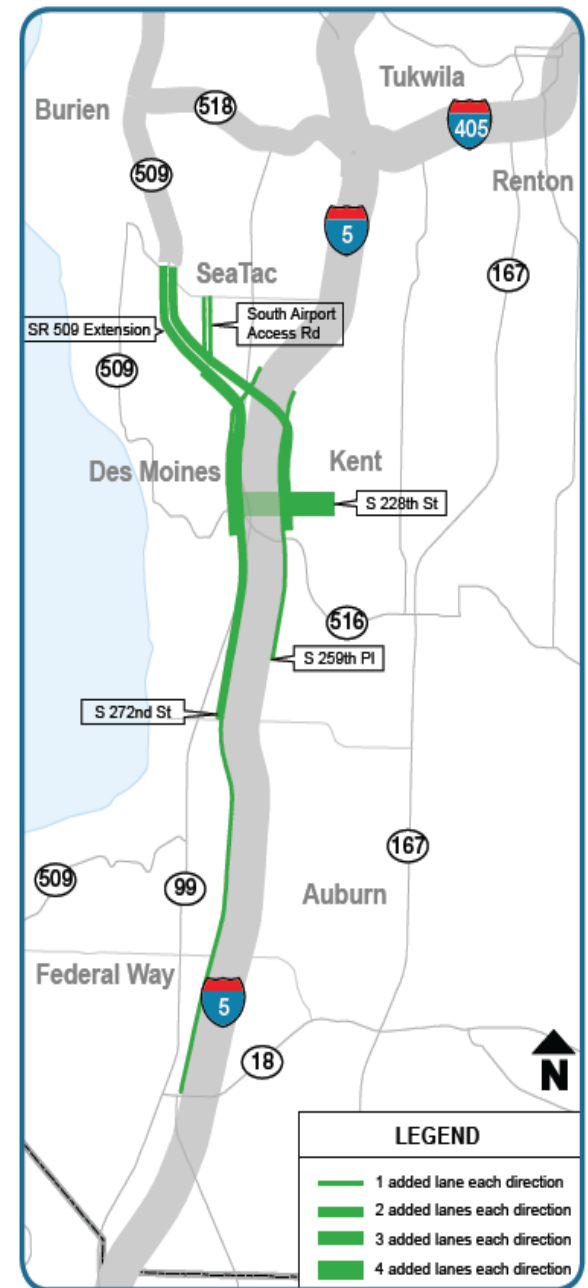 Tukwila
Burien
518
405
509
Renton
5
SeaTac
167
South Airport
Access Rd
SR 509 Extension
509
Des Moines
Kent
S 228th St
516
S 259th Pl
S 272nd St
167
509
99
Auburn
Federal Way
5
18
N
LEGEND
1 added lane each direction
2 added lanes each direction
3 added lanes each direction
4 added lanes each direction